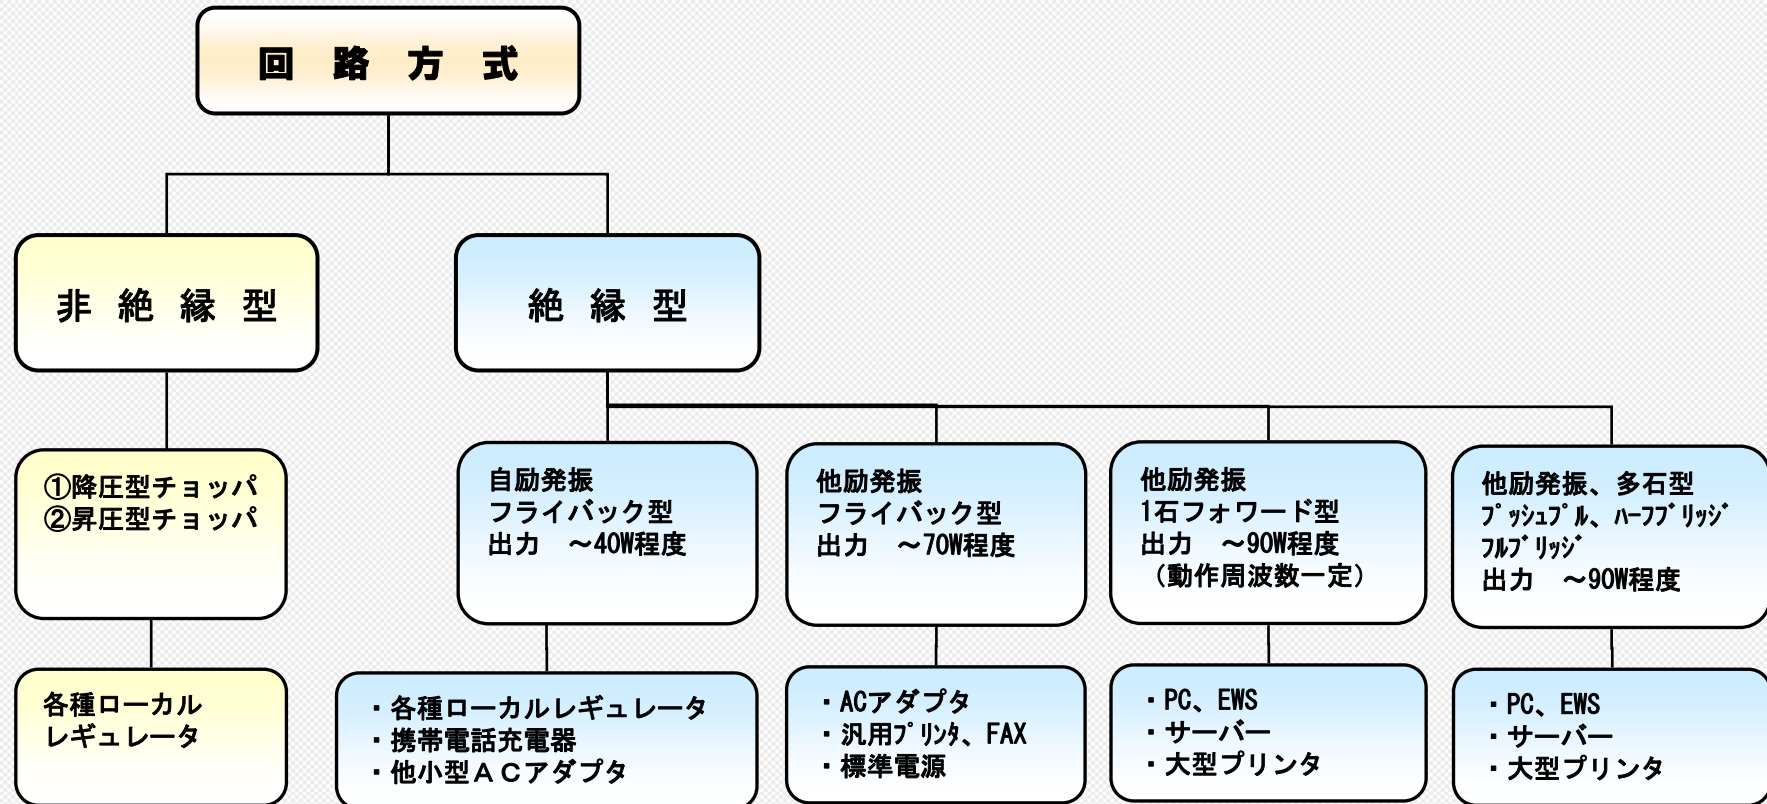 回 路 方 式
非 絶 縁 型
絶 縁 型
①降圧型チョッパ
②昇圧型チョッパ
自励発振
フライバック型
出力　～40W程度
他励発振
フライバック型
出力　～70W程度
他励発振
1石フォワード型
出力　～90W程度
（動作周波数一定）
他励発振、多石型
ﾌﾟｯｼｭﾌﾟﾙ、ﾊｰﾌﾌﾞﾘｯｼﾞ
ﾌﾙﾌﾞﾘｯｼﾞ
出力　～90W程度
各種ローカル
レギュレータ
・各種ローカルレギュレータ
・携帯電話充電器
・他小型ＡＣアダプタ
・ACアダプタ
・汎用ﾌﾟﾘﾝﾀ、FAX
・標準電源
・PC、EWS
・サーバー
・大型プリンタ
・PC、EWS
・サーバー
・大型プリンタ